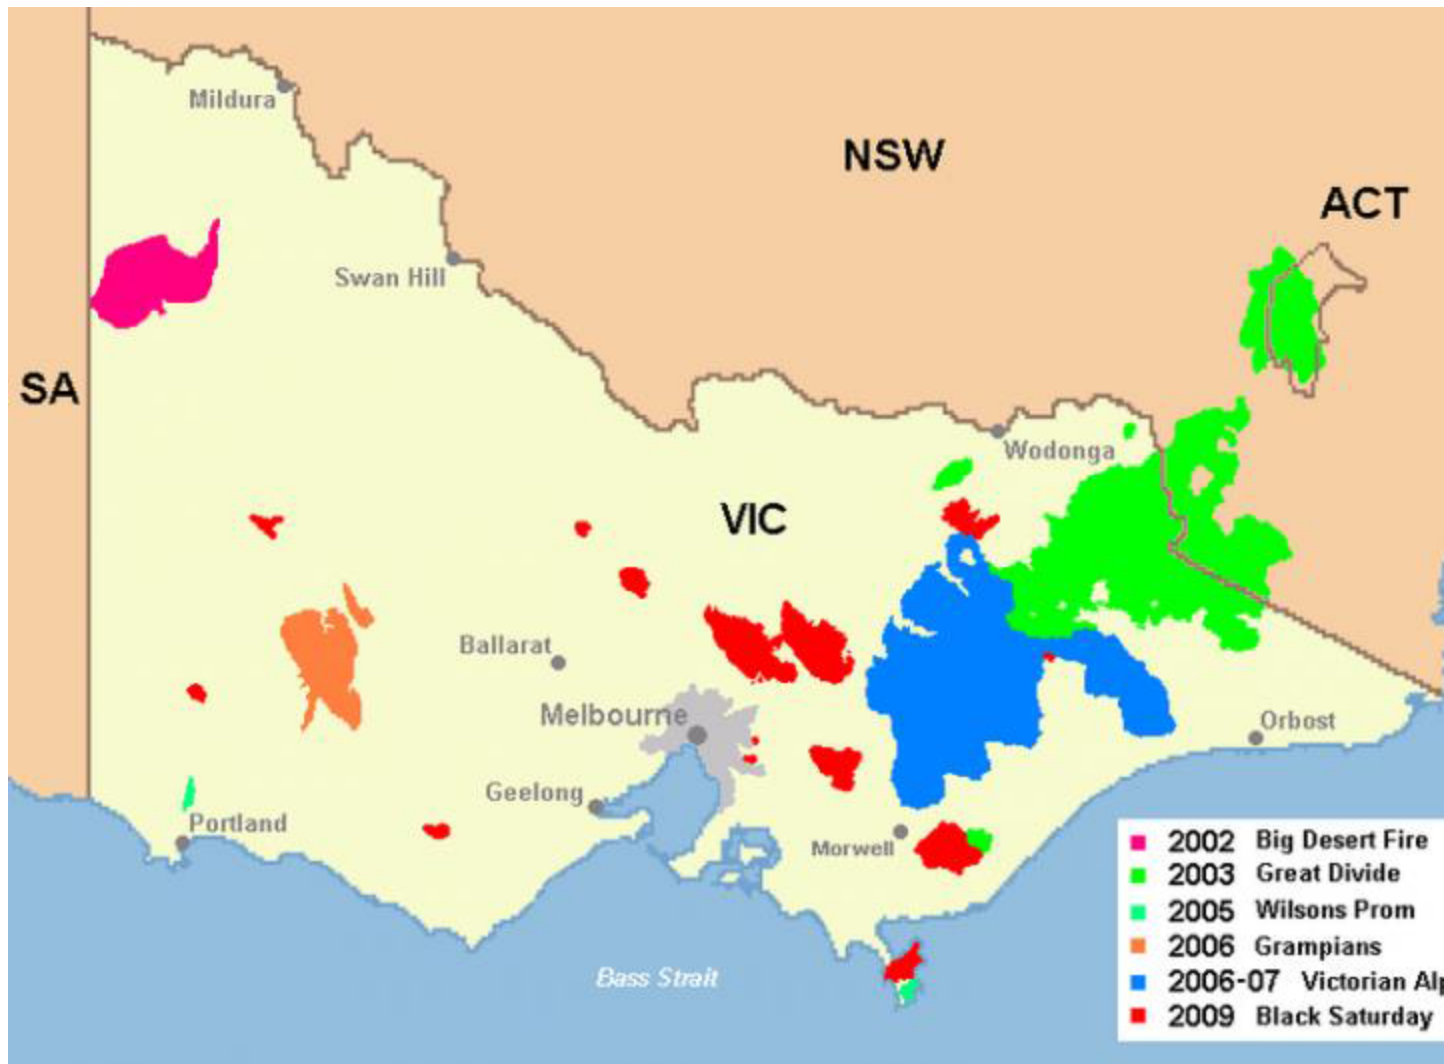 Mildura
NSW
ACT
Swan Hill
SA
Wodonga
VIC
Ballarat
Melbourne
Orbost
Geelong
Portland
Morwell
Bass Strait
2002 Big Desert Fire
2003 Great Divide
2005 Wilsons Prom
2006 Grampians
2006-07 Victorian Alp
2009 Black Saturday